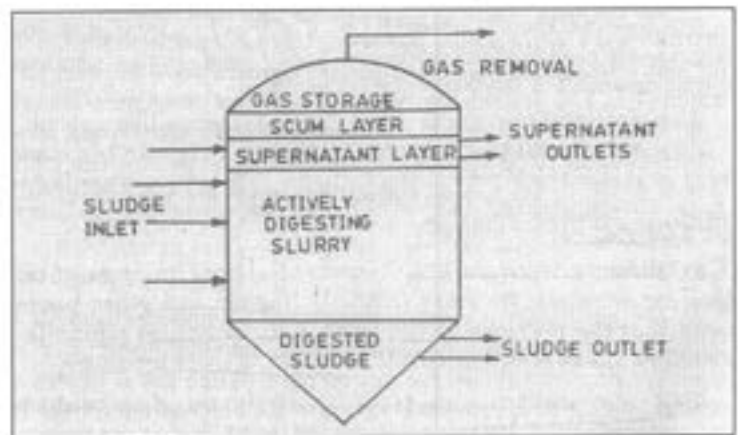 GAS REMOVAL
GAS STORAGE
SCUM LAYER
SUPERNATANT LAYER
SUPERNATANT
OUTLETS
SLUDGE
INLET
ACTIVELY
DIGESTING
SLURRY
DIGESTED
SLUDGE
SLUDGE OUTLET